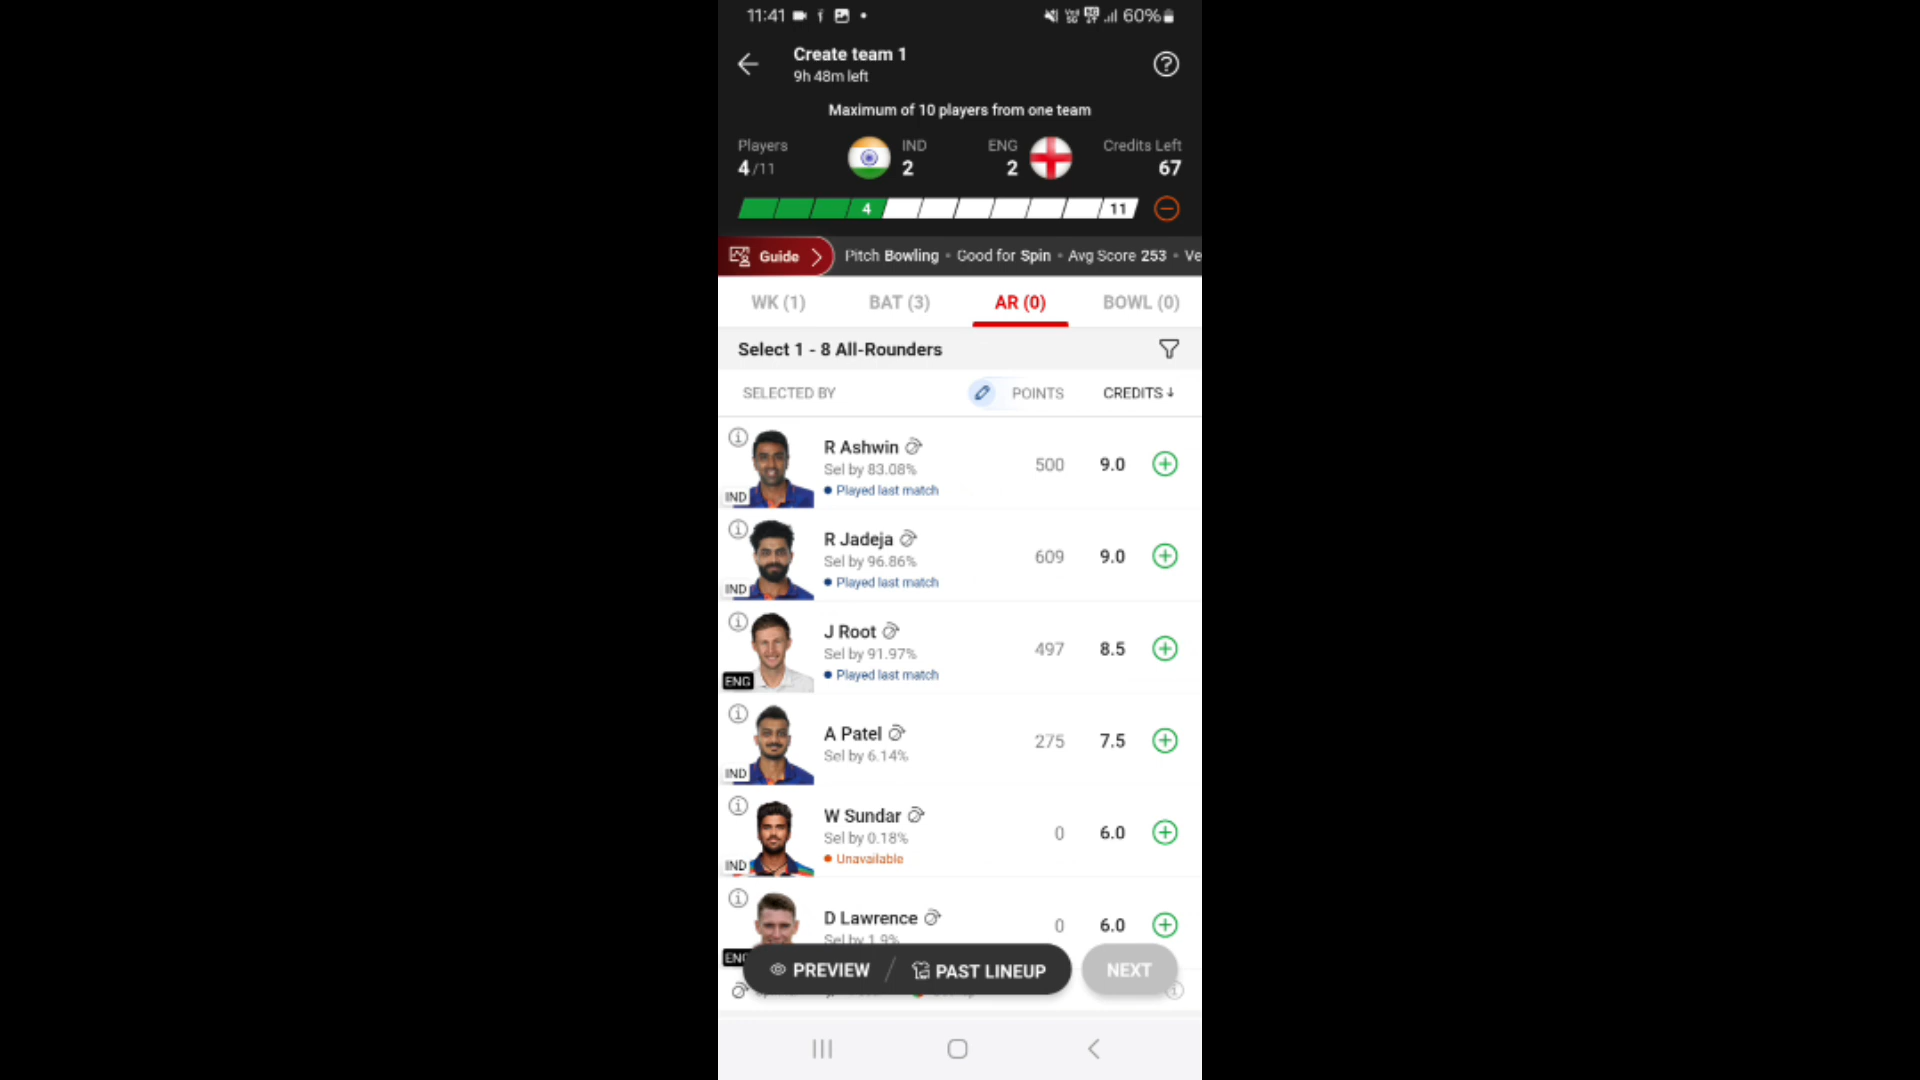 11:41
60%
Create team 1
9h 48m left
Maximum of 10 players from one team
Players
4/11
IND
2
ENG
2
Credits Left
67
4
11
Guide
Pitch Bowling • Good for Spin • Avg Score 253 • Ve
WK (1)
BAT (3)
AR (0)
BOWL (0)
Select 1 - 8 All-Rounders
SELECTED BY
POINTS
CREDITS ↓
R Ashwin
Sel by 83.08%
Played last match
IND
500
9.0
R Jadeja
Sel by 96.86%
Played last match
IND
609
9.0
J Root
Sel by 91.97%
Played last match
ENG
497
8.5
A Patel
Sel by 6.14%
IND
275
7.5
W Sundar
Sel by 0.18%
Unavailable
IND
0
6.0
D Lawrence
Sel by 1.9%
ENG
0
6.0
PREVIEW
PAST LINEUP
NEXT